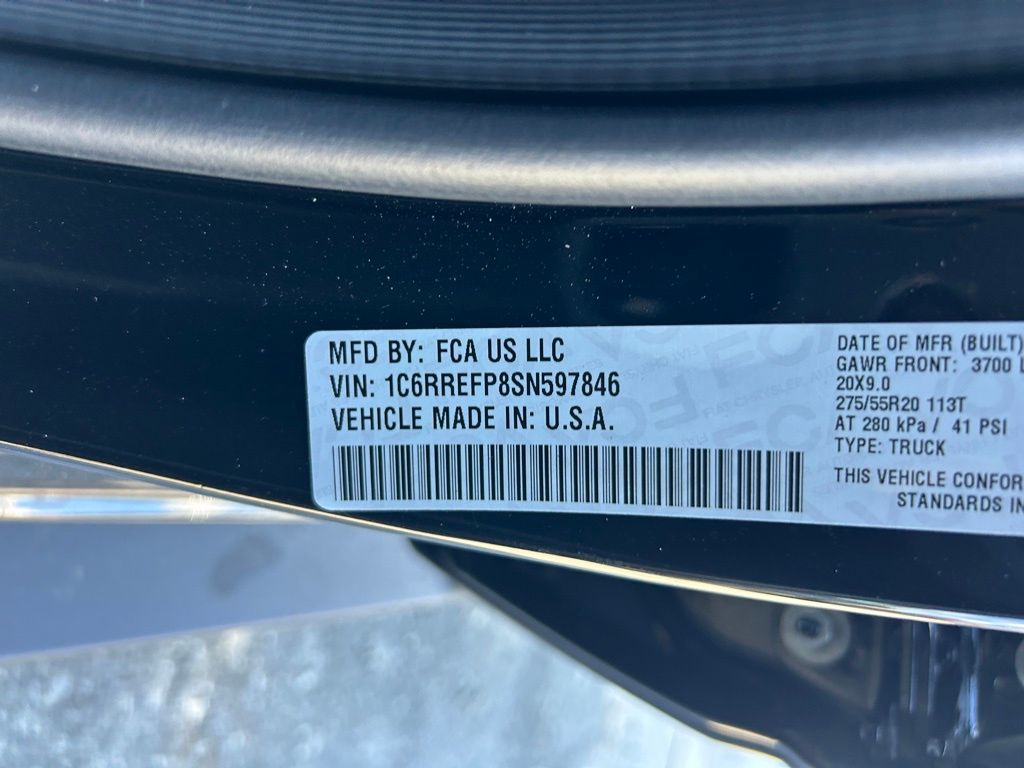 MFD BY: FCA US LLC
VIN: 1C6RREFP8SN597846
VEHICLE MADE IN: U.S.A.
DATE OF MFR (BUILT)
GAWR FRONT: 3700 L
20X9.0
275/55R20 113T
AT 280 kPa / 41 PSI
TYPE: TRUCK
THIS VEHICLE CONFOR
STANDARDS IN